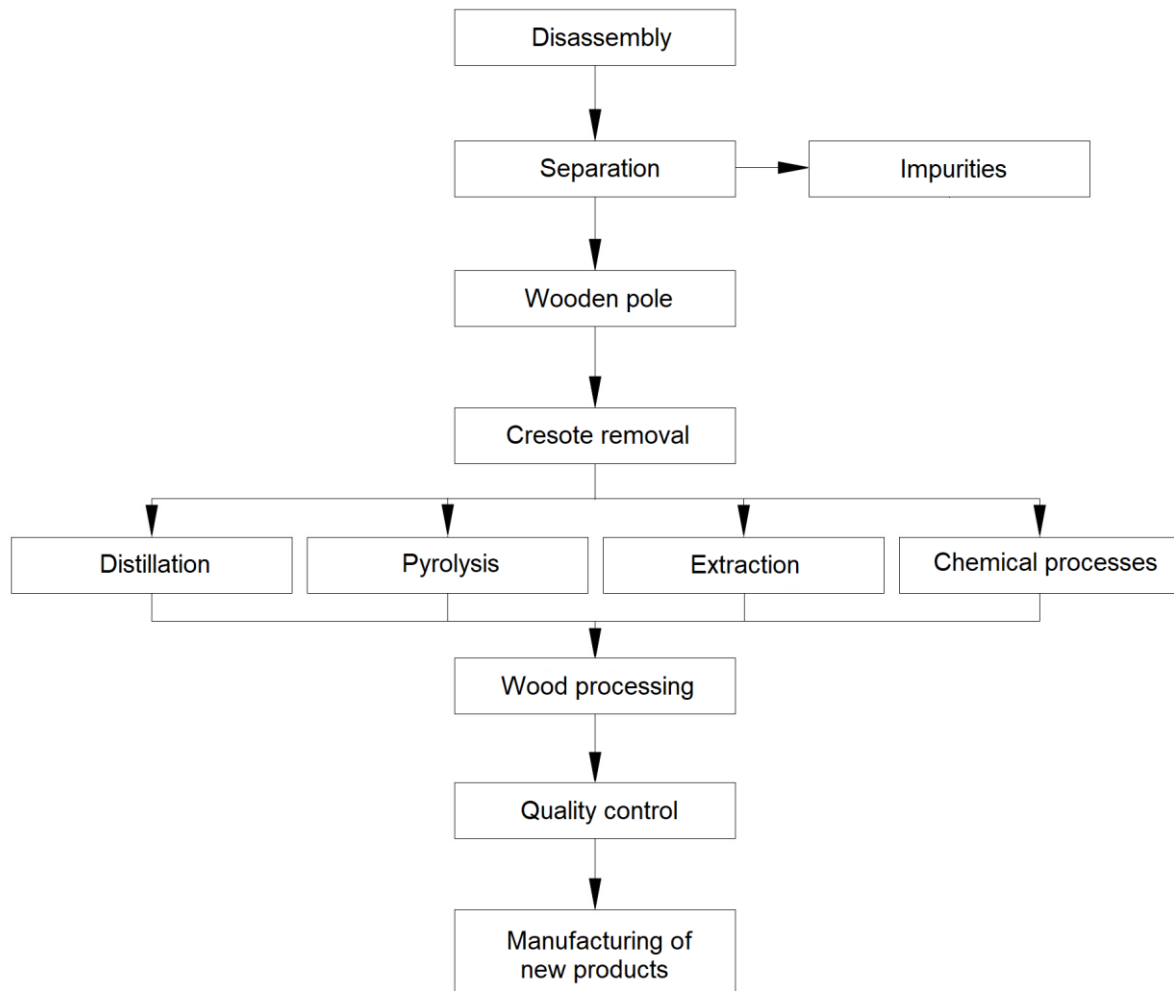 Disassembly
Separation
Impurities
Wooden pole
Cresote removal
Distillation
Pyrolysis
Extraction
Chemical processes
Wood processing
Quality control
Manufacturing of
new products